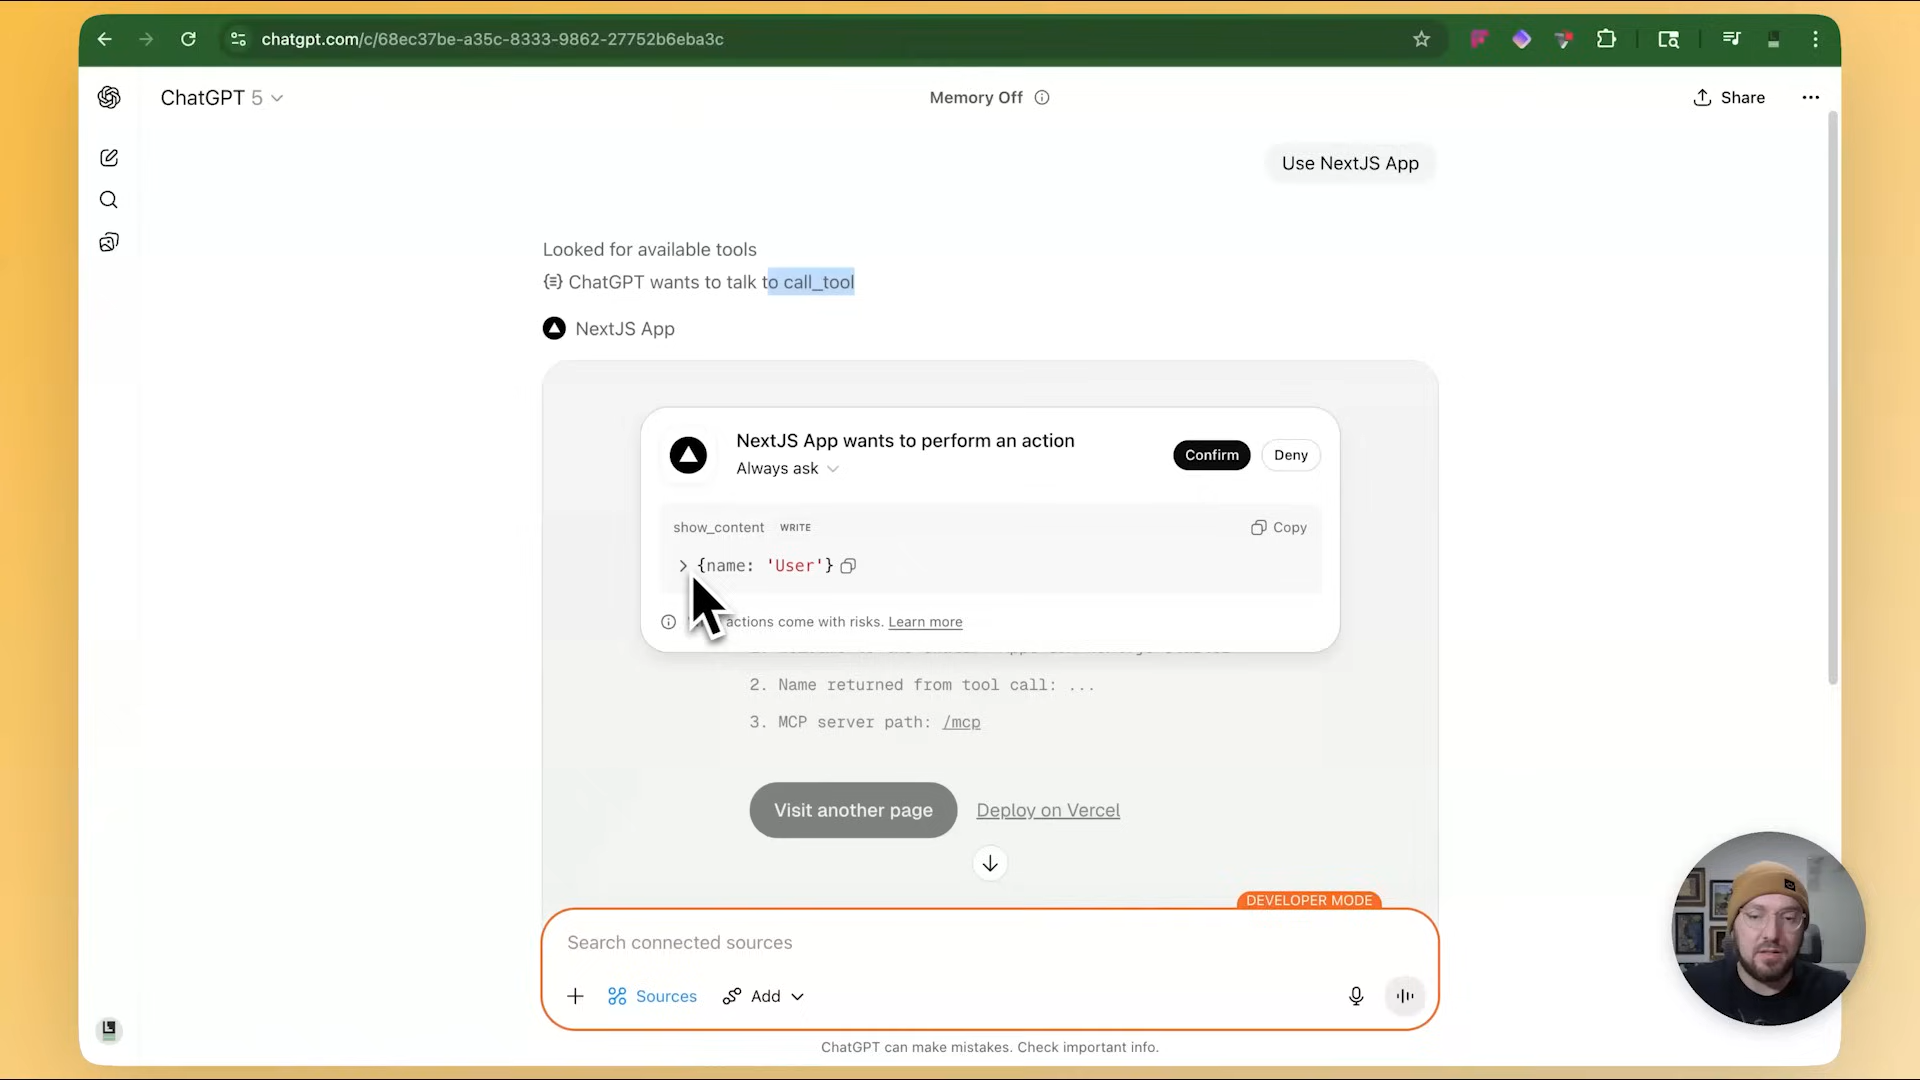 chatgpt.com/c/68ec37be-a35c-8333-9862-27752b6eba3c
ChatGPT 5
Memory Off
Share
Use NextJS App
Looked for available tools
ChatGPT wants to talk to call_tool
NextJS App
NextJS App wants to perform an action
Always ask
Confirm
Deny
show_content WRITE
Copy
{name: 'User'}
actions come with risks. Learn more
2. Name returned from tool call: ...
3. MCP server path: /mcp
Visit another page
Deploy on Vercel
DEVELOPER MODE
Search connected sources
Sources
Add
ChatGPT can make mistakes. Check important info.